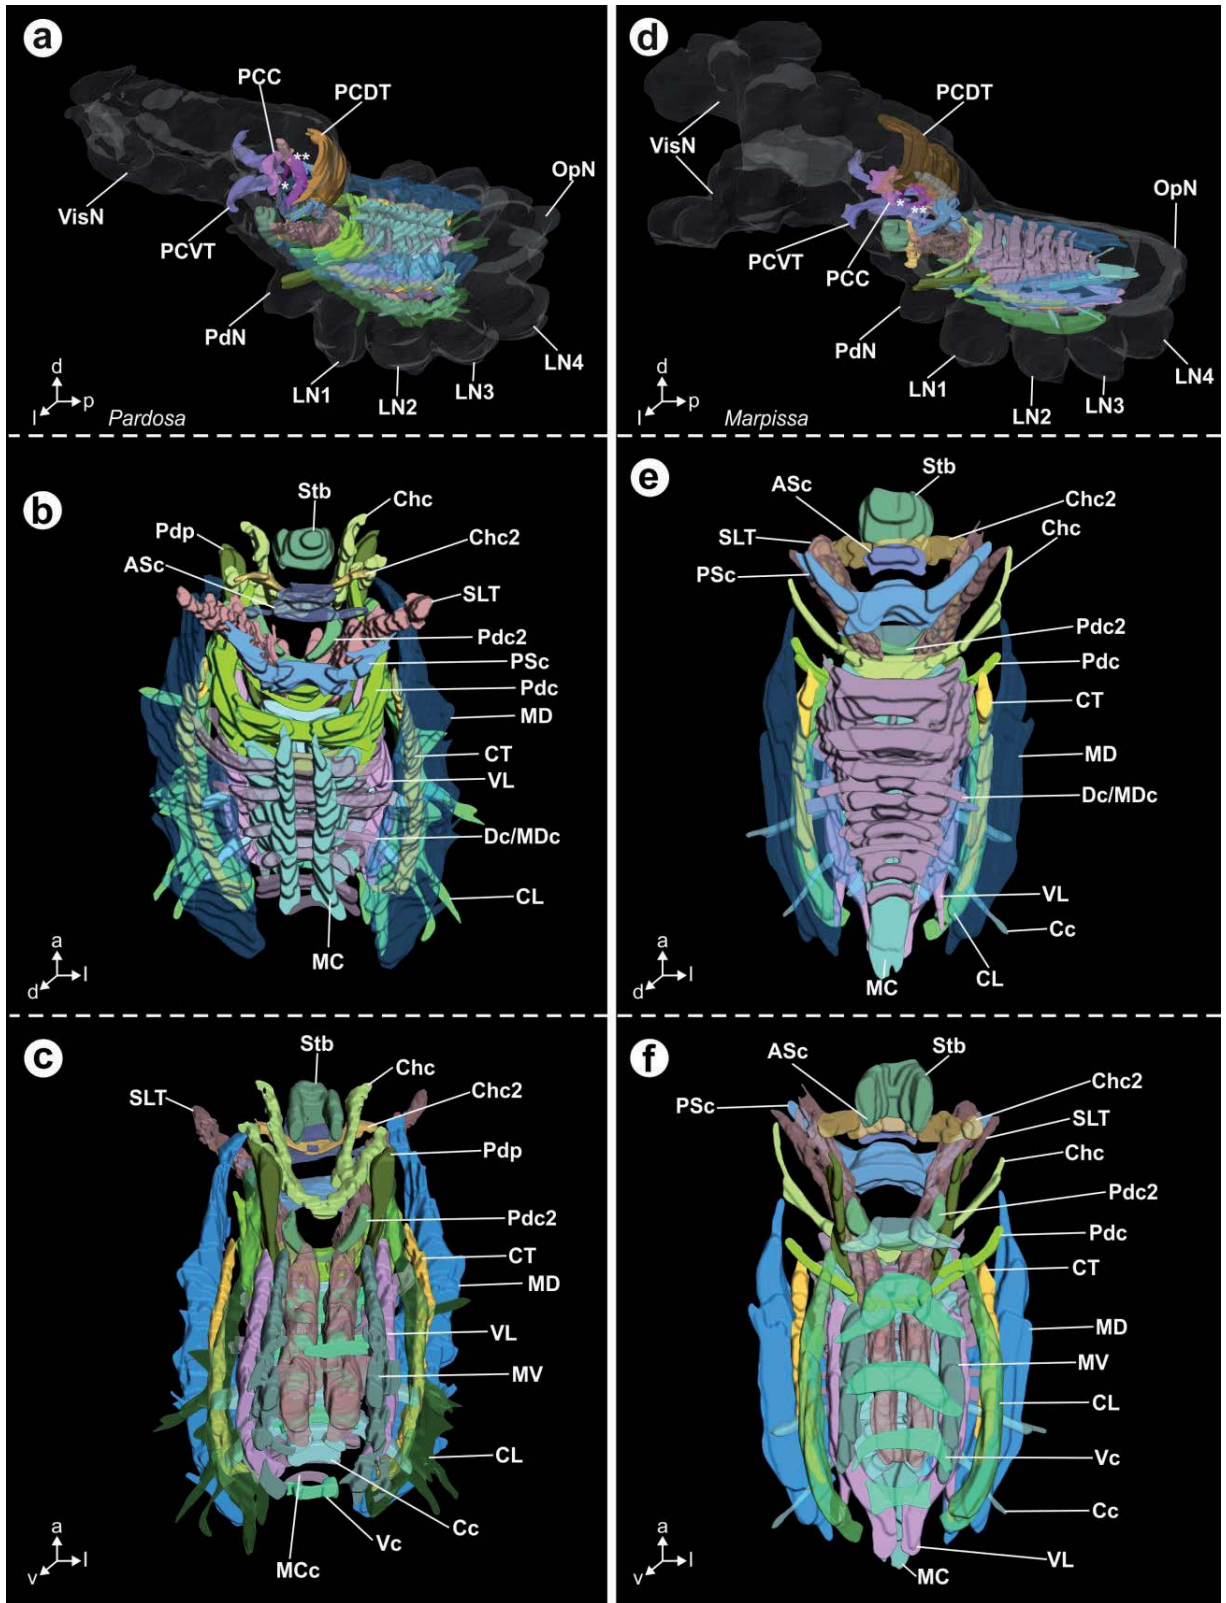 a
PCC
PCDT
**
*
OpN
VisN
PCVT
PdN
LN4
LN1
LN2
LN3
d
l
p
Pardosa
d
PCDT
VisN
OpN
*
**
PCVT
PCC
PdN
LN4
LN1
LN2
LN3
d
l
p
Marpissa
b
Stb
Chc
Pdp
Chc2
ASc
SLT
Pdc2
PSc
Pdc
MD
CT
VL
Dc/MDc
CL
MC
a
l
d
e
Stb
ASc
Chc2
Chc
SLT
PSc
Pdc2
Pdc
CT
MD
Dc/MDc
VL
Cc
CL
MC
a
l
d
c
Stb
Chc
SLT
Chc2
Pdp
Pdc2
CT
MD
VL
MV
CL
Cc
Vc
MCc
a
l
v
f
ASc
Stb
Chc2
PSc
SLT
Chc
Pdc2
Pdc
CT
MD
MV
CL
Vc
Cc
VL
MC
a
l
v